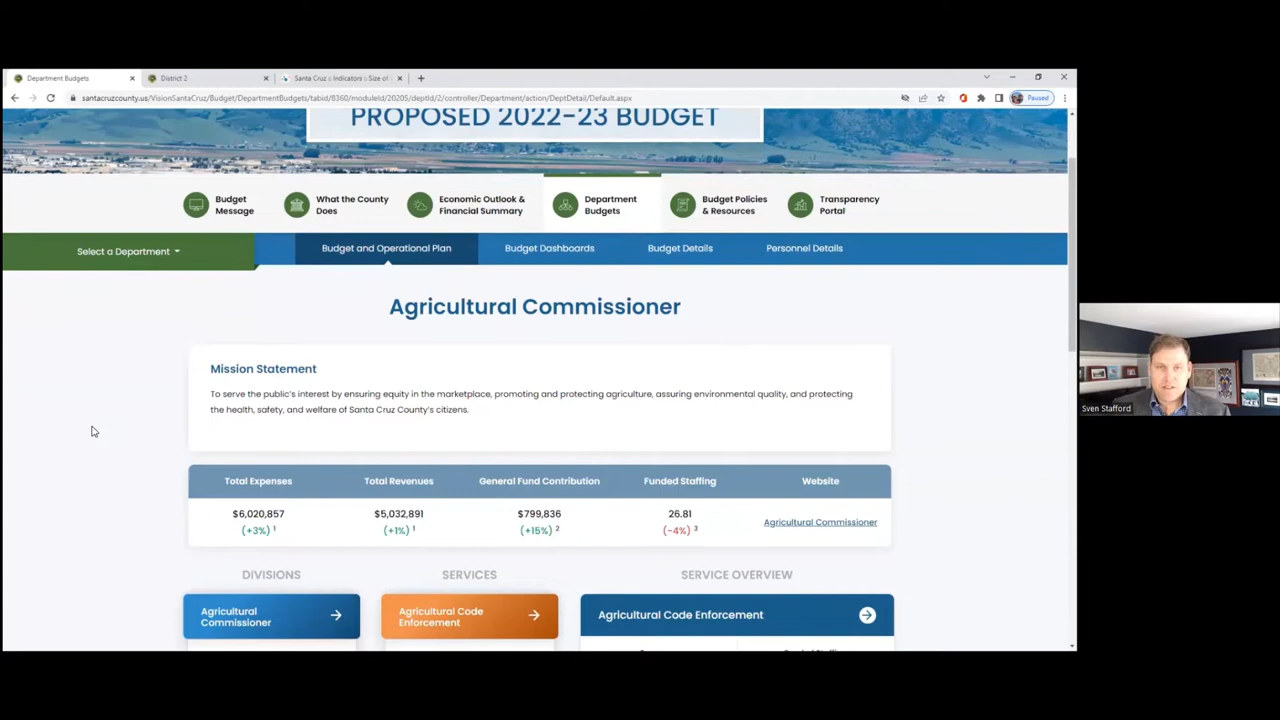 Department Budgets
District 2
Santa Cruz :: Indicators :: Size of
santacruzcounty.us/VisionSantaCruz/Budget/DepartmentBudgets/tabid/8360/moduleId/20205/deptId/2/controller/Department/action/DeptDetail/Default.aspx
Paused
PROPOSED 2022-23 BUDGET
Budget
Message
What the County
Does
Economic Outlook &
Financial Summary
Department
Budgets
Budget Policies
& Resources
Transparency
Portal
Select a Department
Budget and Operational Plan
Budget Dashboards
Budget Details
Personnel Details
Agricultural Commissioner
Mission Statement
To serve the public's interest by ensuring equity in the marketplace, promoting and protecting agriculture, assuring environmental quality, and protecting
the health, safety, and welfare of Santa Cruz County's citizens.
Total Expenses Total Revenues General Fund Contribution Funded Staffing Website
$6,020,857 $5,032,891 $799,836 26.81
(+3%) 1 (+1%) 1 (+15%) 2 (-4%) 3
Agricultural Commissioner
DIVISIONS SERVICES SERVICE OVERVIEW
Agricultural
Commissioner
Agricultural Code
Enforcement
Agricultural Code Enforcement
Sven Stafford